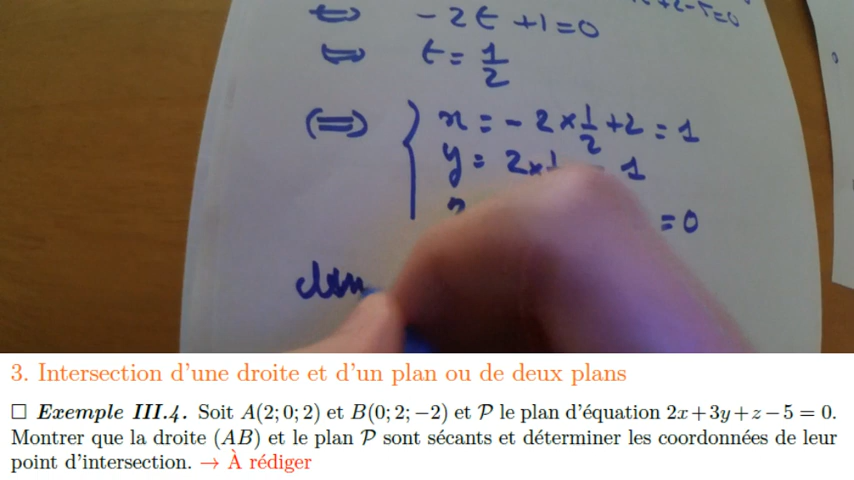 ⇔ -2t +1=0
⇔ t = 1/2
(⇔) { x = -2×1/2+2 = 1
y = 2×1 1
=0
3. Intersection d'une droite et d'un plan ou de deux plans
□ Exemple III.4. Soit A(2; 0; 2) et B(0; 2; −2) et P le plan d'équation 2x+3y+z−5 = 0.
Montrer que la droite (AB) et le plan P sont sécants et déterminer les coordonnées de leur
point d'intersection. → À rédiger